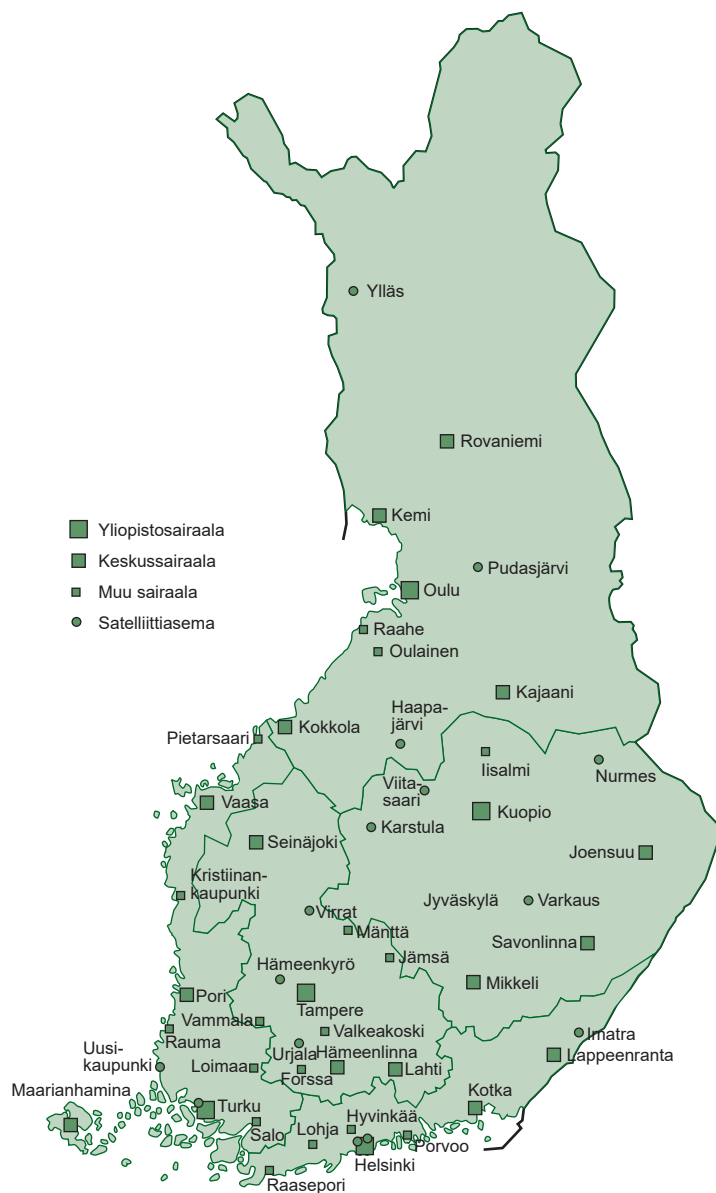 Ylläs
Rovaniemi
Kemi
Yliopistosairaala
Keskussairaala
Muu sairaala
Satelliittiasema
Pudasjärvi
Oulu
Raahe
Oulainen
Kajaani
Haapa-
järvi
Kokkola
Pietarsaari
Iisalmi
Nurmes
Viita-
saari
Vaasa
Kuopio
Karstula
Seinäjoki
Joensuu
Kristiinan-
kaupunki
Jyväskylä
Varkaus
Virrat
Mänttä
Savonlinna
Jämsä
Hämeenkyrö
Mikkeli
Pori
Tampere
Vammala
Valkeakoski
Rauma
Imatra
Uusi-
kaupunki
Urjala
Hämeenlinna
Lappeenranta
Loimaa
Forssa
Lahti
Maarianhamina
Kotka
Turku
Hyvinkää
Salo
Lohja
Porvoo
Helsinki
Raasepori